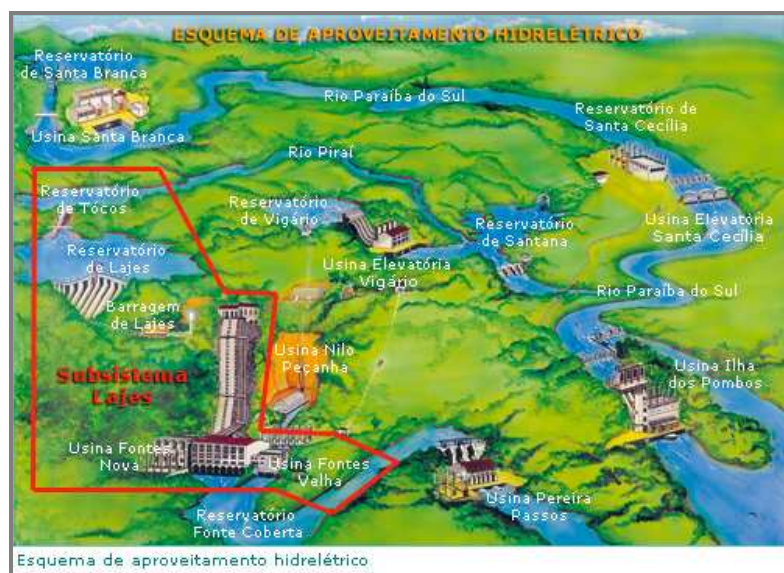 ESQUEMA DE APROVEITAMENTO HIDRELÉTRICO
Reservatório
de Santa Branca
Usina Santa Branca
Rio Paraíba do Sul
Reservatório de
Santa Cecília
Rio Piraí
Reservatório
de Tócos
Reservatório
de Vigário
Reservatório
de Santana
Usina Elevatória
Santa Cecília
Reservatório
de Lajes
Usina Elevatória
Vigário
Rio Paraíba do Sul
Barragem
de Lajes
Usina Nilo
Peçanha
Usina Ilha
dos Pombos
Subsistema
Lajes
Usina Fontes
Nova
Usina Fontes
Velha
Usina Pereira
Passos
Reservatório
Fonte Coberta
Esquema de aproveitamento hidrelétrico